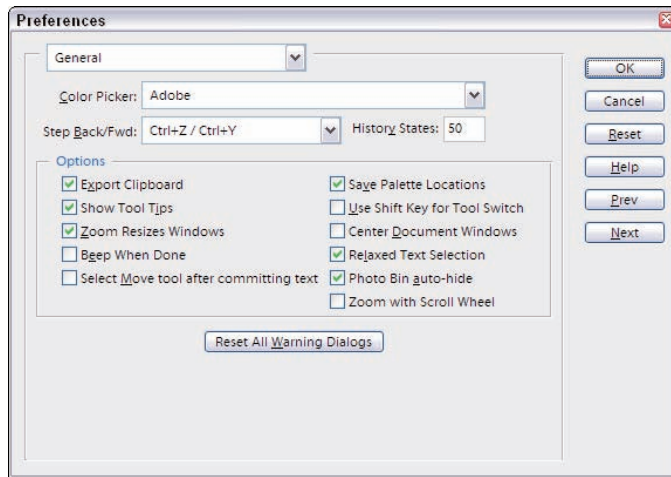 Preferences
General
Color Picker: Adobe
Step Back/Fwd: Ctrl+Z / Ctrl+Y History States: 50
Options
Export Clipboard
Show Tool Tips
Zoom Resizes Windows
Beep When Done
Select Move tool after committing text
Save Palette Locations
Use Shift Key for Tool Switch
Center Document Windows
Relaxed Text Selection
Photo Bin auto-hide
Zoom with Scroll Wheel
Reset All Warning Dialogs
OK
Cancel
Reset
Help
Prev
Next